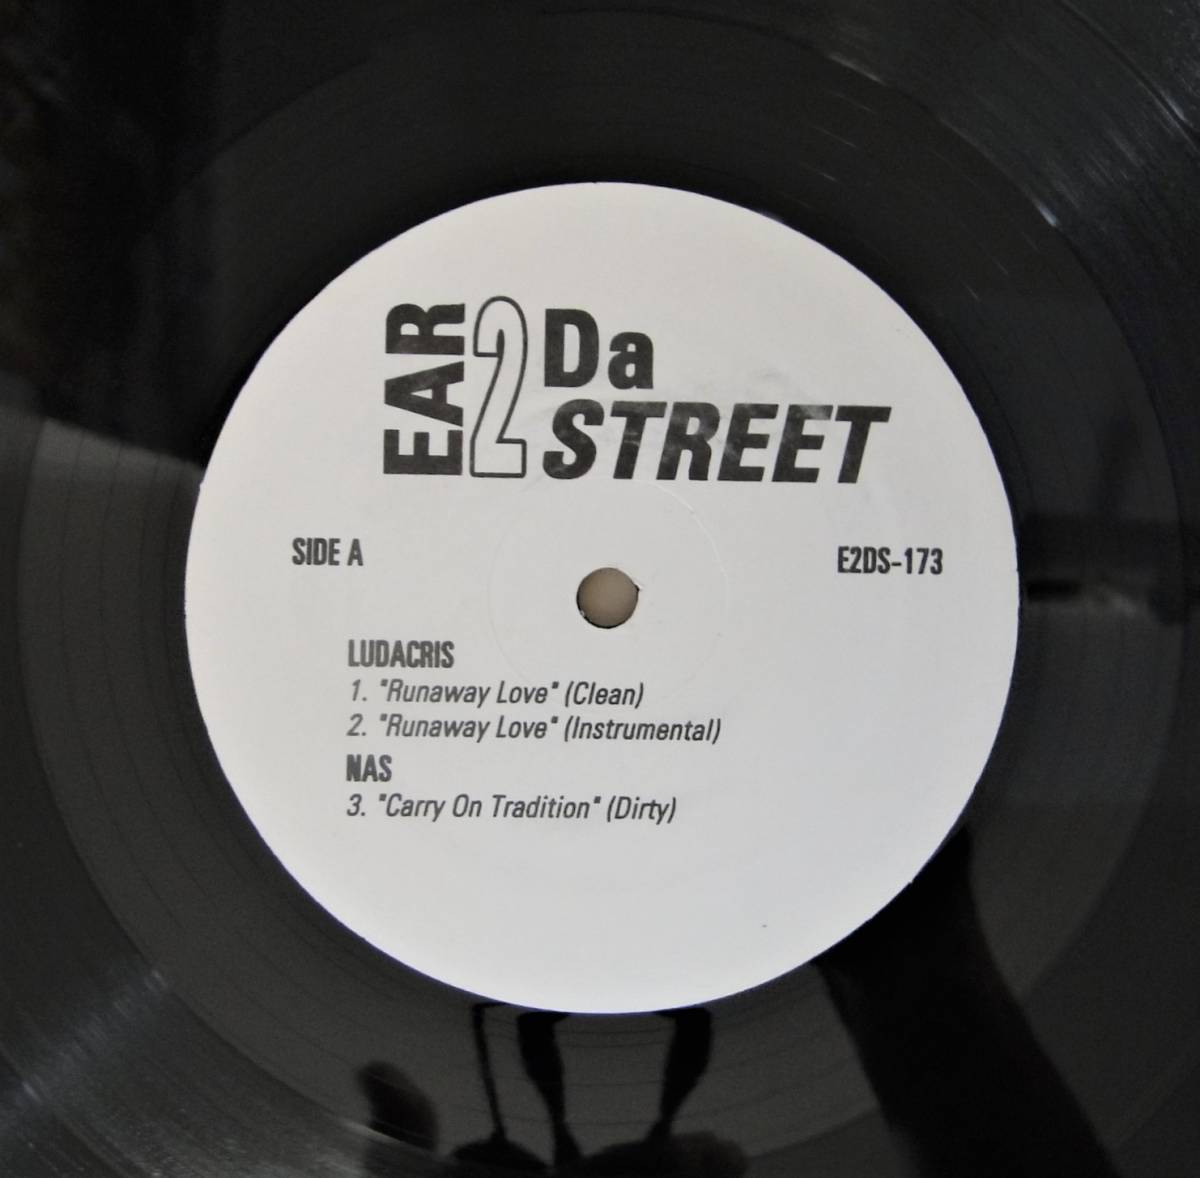 EAR 2 Da
STREET
SIDE A
E2DS-173
LUDACRIS
1. "Runaway Love" (Clean)
2. "Runaway Love" (Instrumental)
NAS
3. "Carry On Tradition" (Dirty)